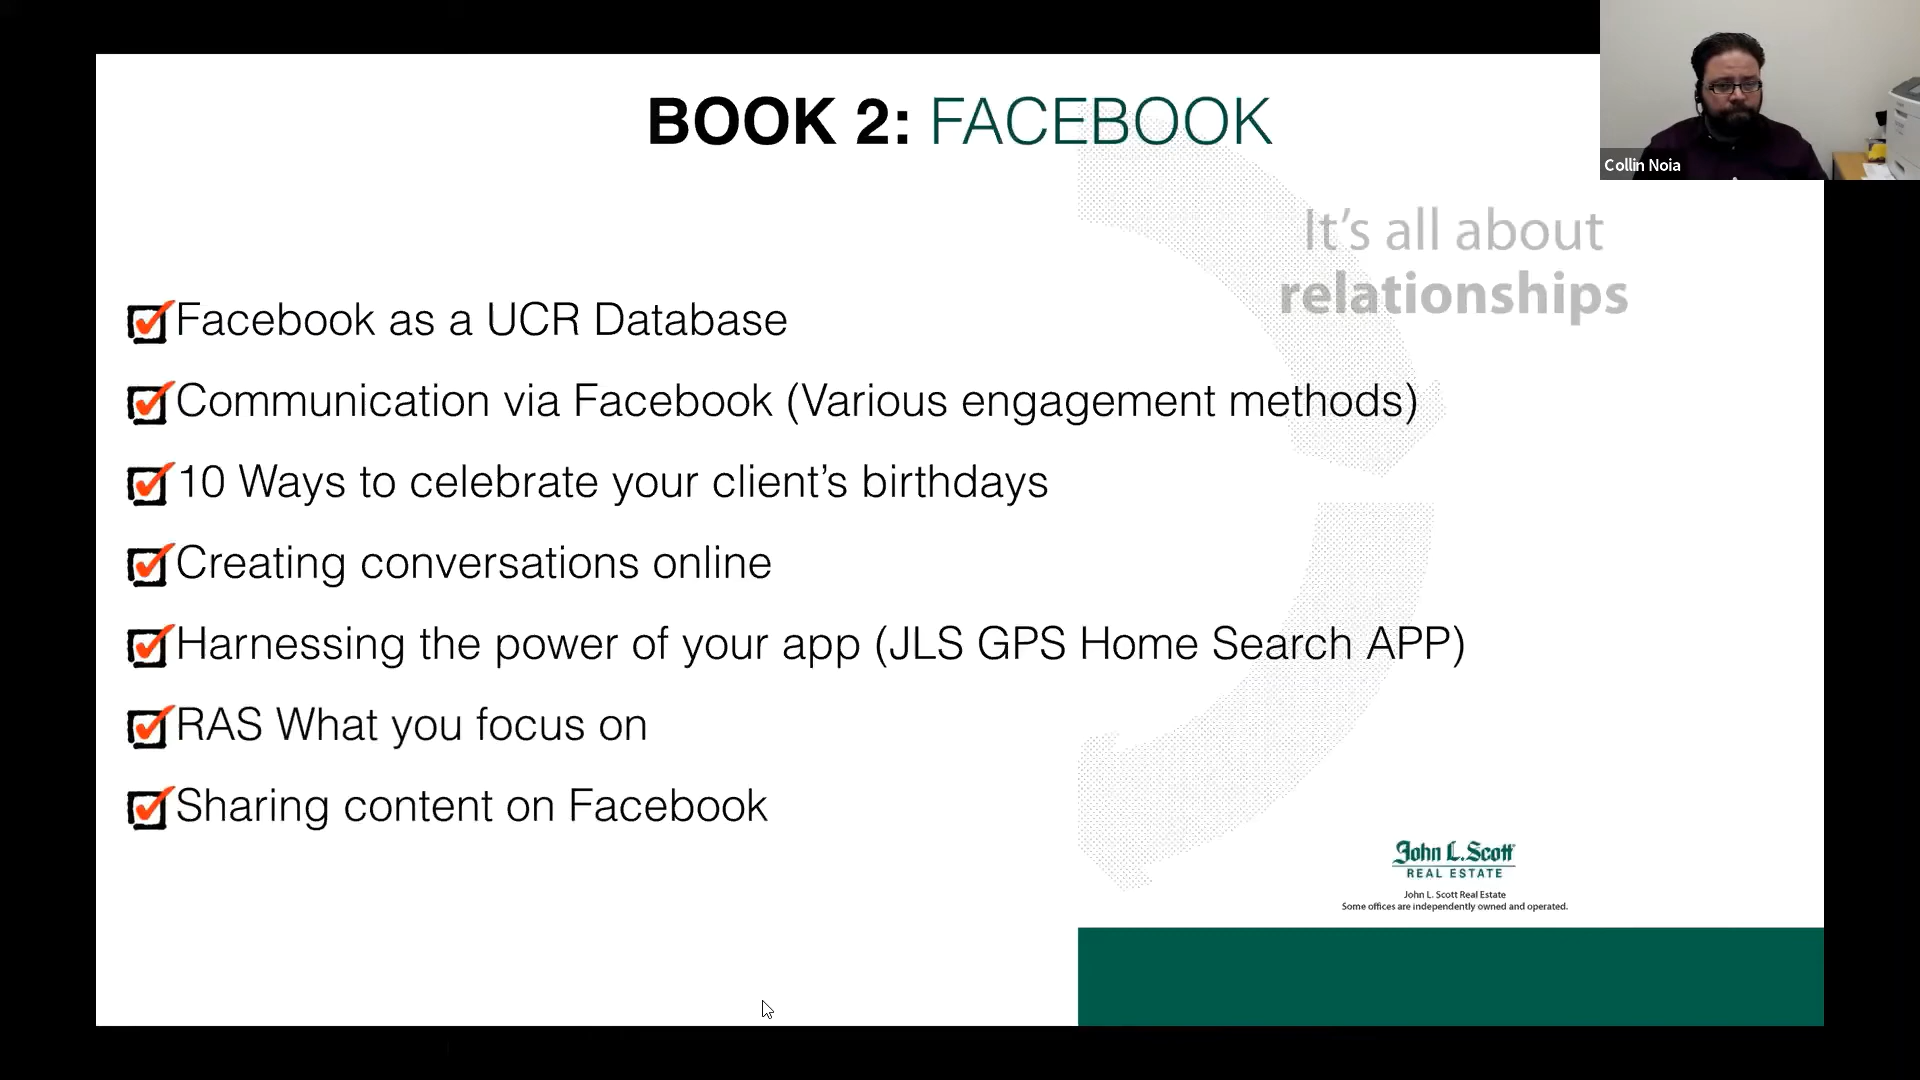 BOOK 2: FACEBOOK
Collin Noia
It's all about
relationships
Facebook as a UCR Database
Communication via Facebook (Various engagement methods)
10 Ways to celebrate your client’s birthdays
Creating conversations online
Harnessing the power of your app (JLS GPS Home Search APP)
RAS What you focus on
Sharing content on Facebook
John L. Scott
REAL ESTATE
John L. Scott Real Estate
Some offices are independently owned and operated.